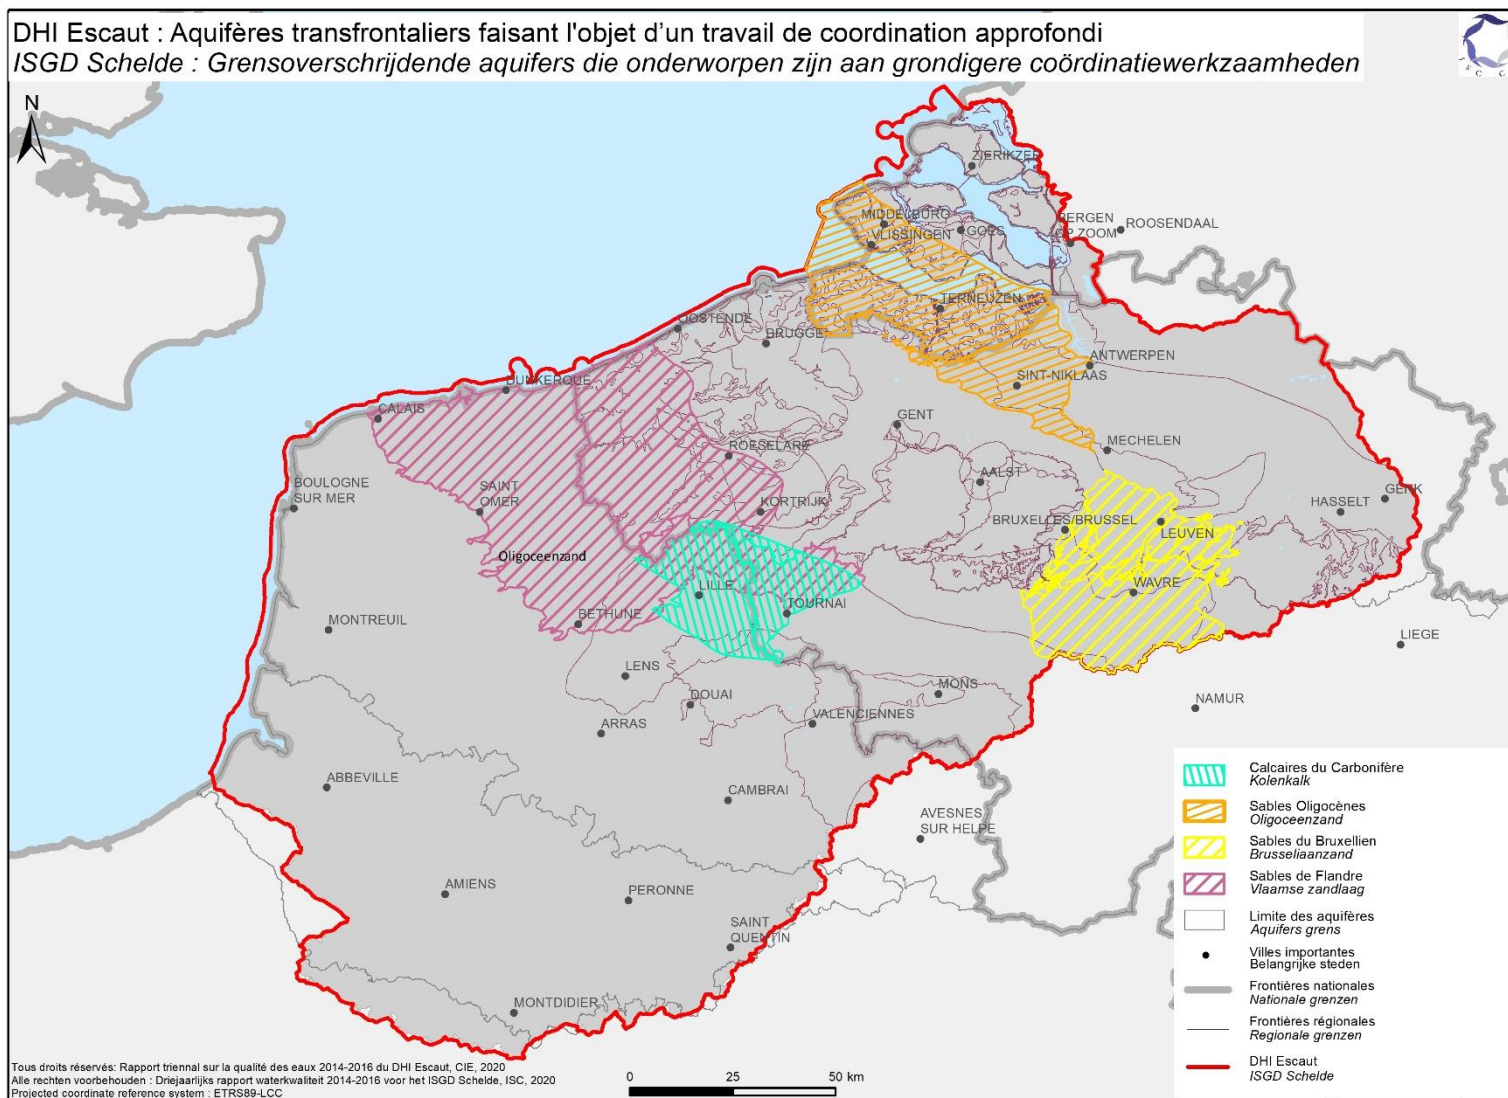 DHI Escaut : Aquifères transfrontaliers faisant l'objet d'un travail de coordination approfondi
ISGD Schelde : Grensoverschrijdende aquifers die onderworpen zijn aan grondigere coördinatiewerkzaamheden
ISC C
N
ZIERIKZEE
MIDDELBURG
VLISSINGEN
GOES
BERGEN
OP ZOOM
ROOSENDAAL
TERNEUZEN
OOSTENDE
BRUGGE
ANTWERPEN
SINT-NIKLAAS
DUNKERQUE
CALAIS
GENT
MECHELEN
ROESELARE
AALST
BOULOGNE
SUR MER
SAINT
OMER
KORTRIJK
BRUXELLES/BRUSSEL
LEUVEN
HASSELT
GENK
Oligoceenzand
LILLE
WAVRE
TOURNAI
BETHUNE
MONTREUIL
LIEGE
LENS
DOUAI
MONS
NAMUR
ARRAS
VALENCIENNES
ABBEVILLE
CAMBRAI
AVESNES
SUR HELPE
AMIENS
PERONNE
SAINT
QUENTIN
MONTDIDIER
Calcaires du Carbonifère
Kolenkalk
Sables Oligocènes
Oligoceenzand
Sables du Bruxellien
Brusseliaanzand
Sables de Flandre
Vlaamse zandlaag
Limite des aquifères
Aquifers grens
Villes importantes
Belangrijke steden
Frontières nationales
Nationale grenzen
Frontières régionales
Regionale grenzen
DHI Escaut
ISGD Schelde
Tous droits réservés: Rapport triennal sur la qualité des eaux 2014-2016 du DHI Escaut, CIE, 2020
Alle rechten voorbehouden : Driejaarlijks rapport waterkwaliteit 2014-2016 voor het ISGD Schelde, ISC, 2020
Projected coordinate reference system : ETRS89-LCC
0 25 50 km